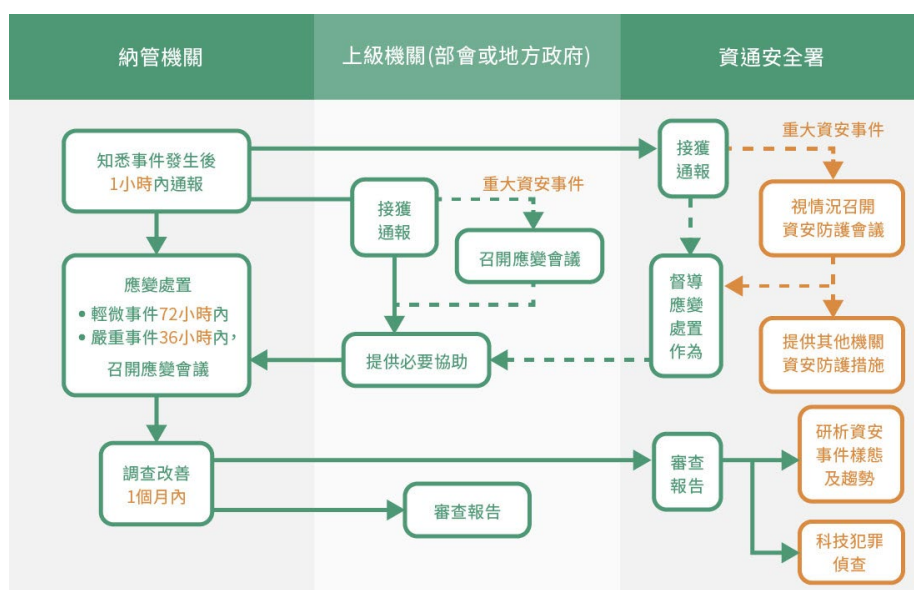 納管機關
上級機關(部會或地方政府)
資通安全署
知悉事件發生後
1小時內通報
應變處置
• 輕微事件72小時內
• 嚴重事件36小時內，
召開應變會議
調查改善
1個月內
接獲
通報
重大資安事件
召開應變會議
提供必要協助
審查報告
接獲
通報
重大資安事件
視情況召開
資安防護會議
督導
應變
處置
作為
提供其他機關
資安防護措施
審查
報告
研析資安
事件樣態
及趨勢
科技犯罪
偵查